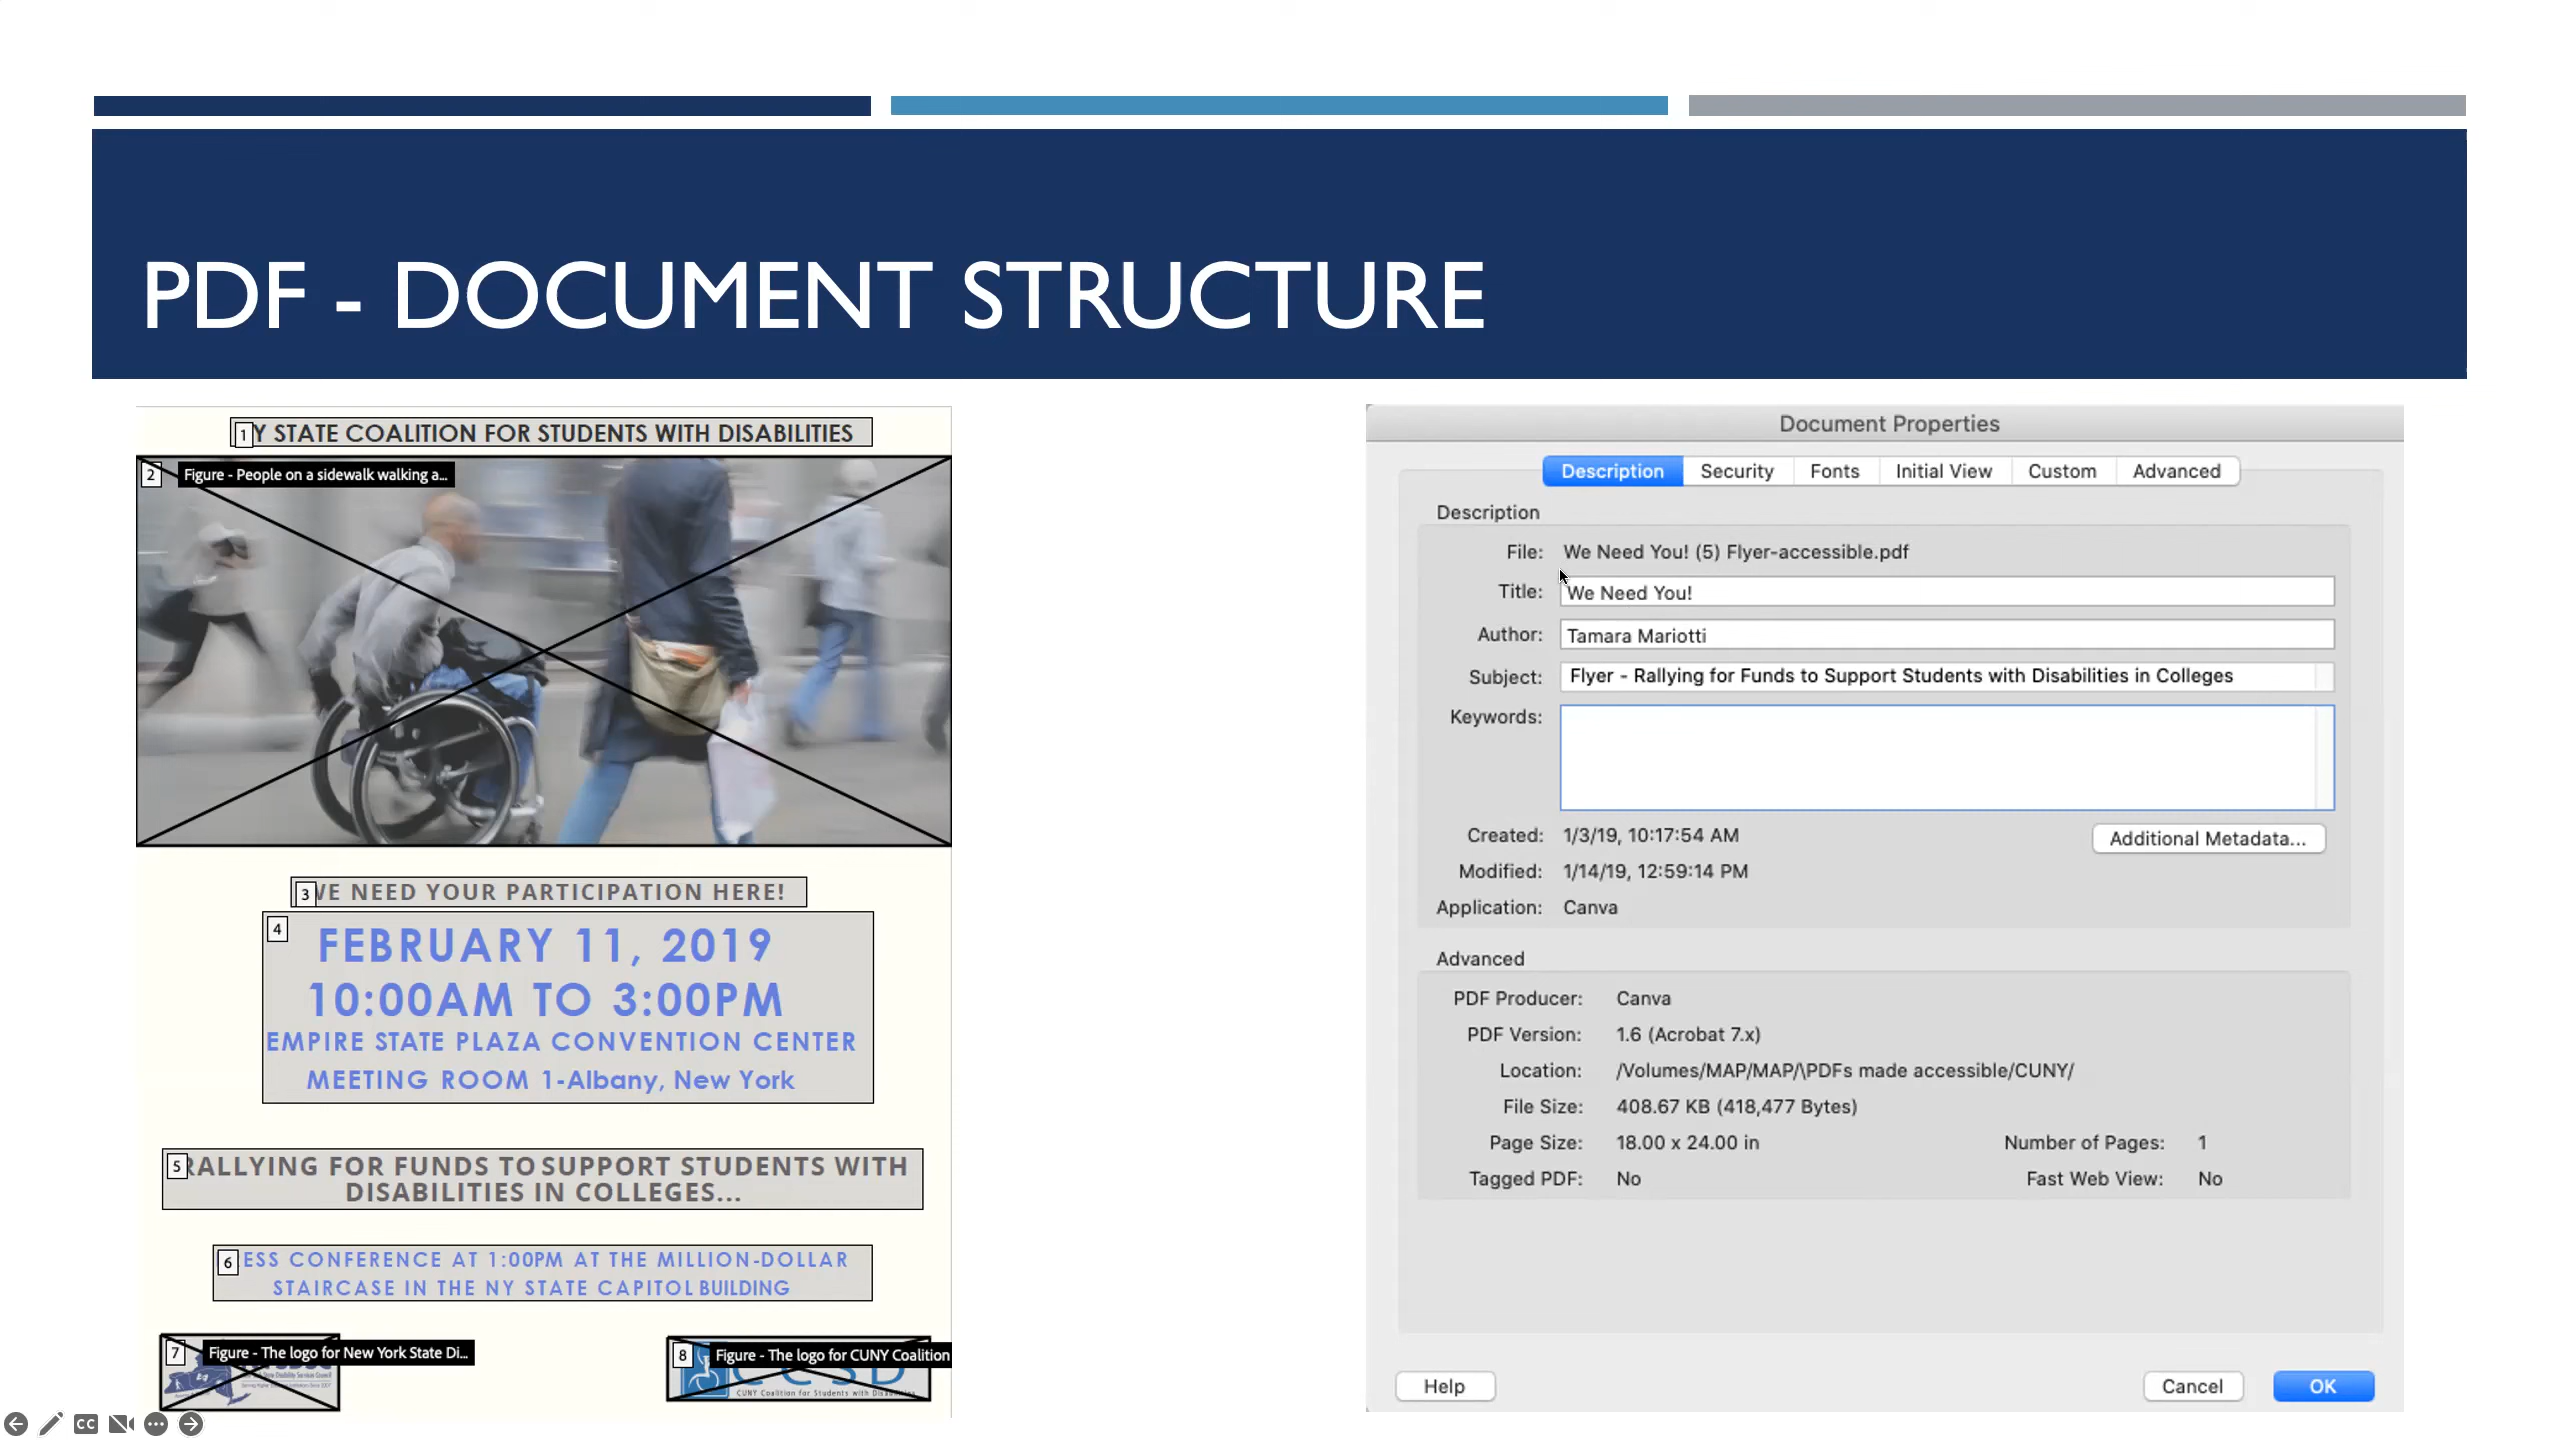 PDF - DOCUMENT STRUCTURE
1
Y STATE COALITION FOR STUDENTS WITH DISABILITIES
2
Figure - People on a sidewalk walking a...
3
WE NEED YOUR PARTICIPATION HERE!
4
FEBRUARY 11, 2019
10:00AM TO 3:00PM
EMPIRE STATE PLAZA CONVENTION CENTER
MEETING ROOM 1-Albany, New York
5
RALLYING FOR FUNDS TO SUPPORT STUDENTS WITH
DISABILITIES IN COLLEGES...
6
ESS CONFERENCE AT 1:00PM AT THE MILLION-DOLLAR
STAIRCASE IN THE NY STATE CAPITOL BUILDING
7
Figure - The logo for New York State Di...
8
Figure - The logo for CUNY Coalition
CCSD
CUNY Coalition for Students with Disabilities
Document Properties
Description Security Fonts Initial View Custom Advanced
Description
File: We Need You! (5) Flyer-accessible.pdf
Title: We Need You!
Author: Tamara Mariotti
Subject: Flyer - Rallying for Funds to Support Students with Disabilities in Colleges
Keywords:
Created: 1/3/19, 10:17:54 AM
Additional Metadata...
Modified: 1/14/19, 12:59:14 PM
Application: Canva
Advanced
PDF Producer: Canva
PDF Version: 1.6 (Acrobat 7.x)
Location: /Volumes/MAP/MAP/\PDFs made accessible/CUNY/
File Size: 408.67 KB (418,477 Bytes)
Page Size: 18.00 x 24.00 in Number of Pages: 1
Tagged PDF: No Fast Web View: No
Help Cancel OK
CC